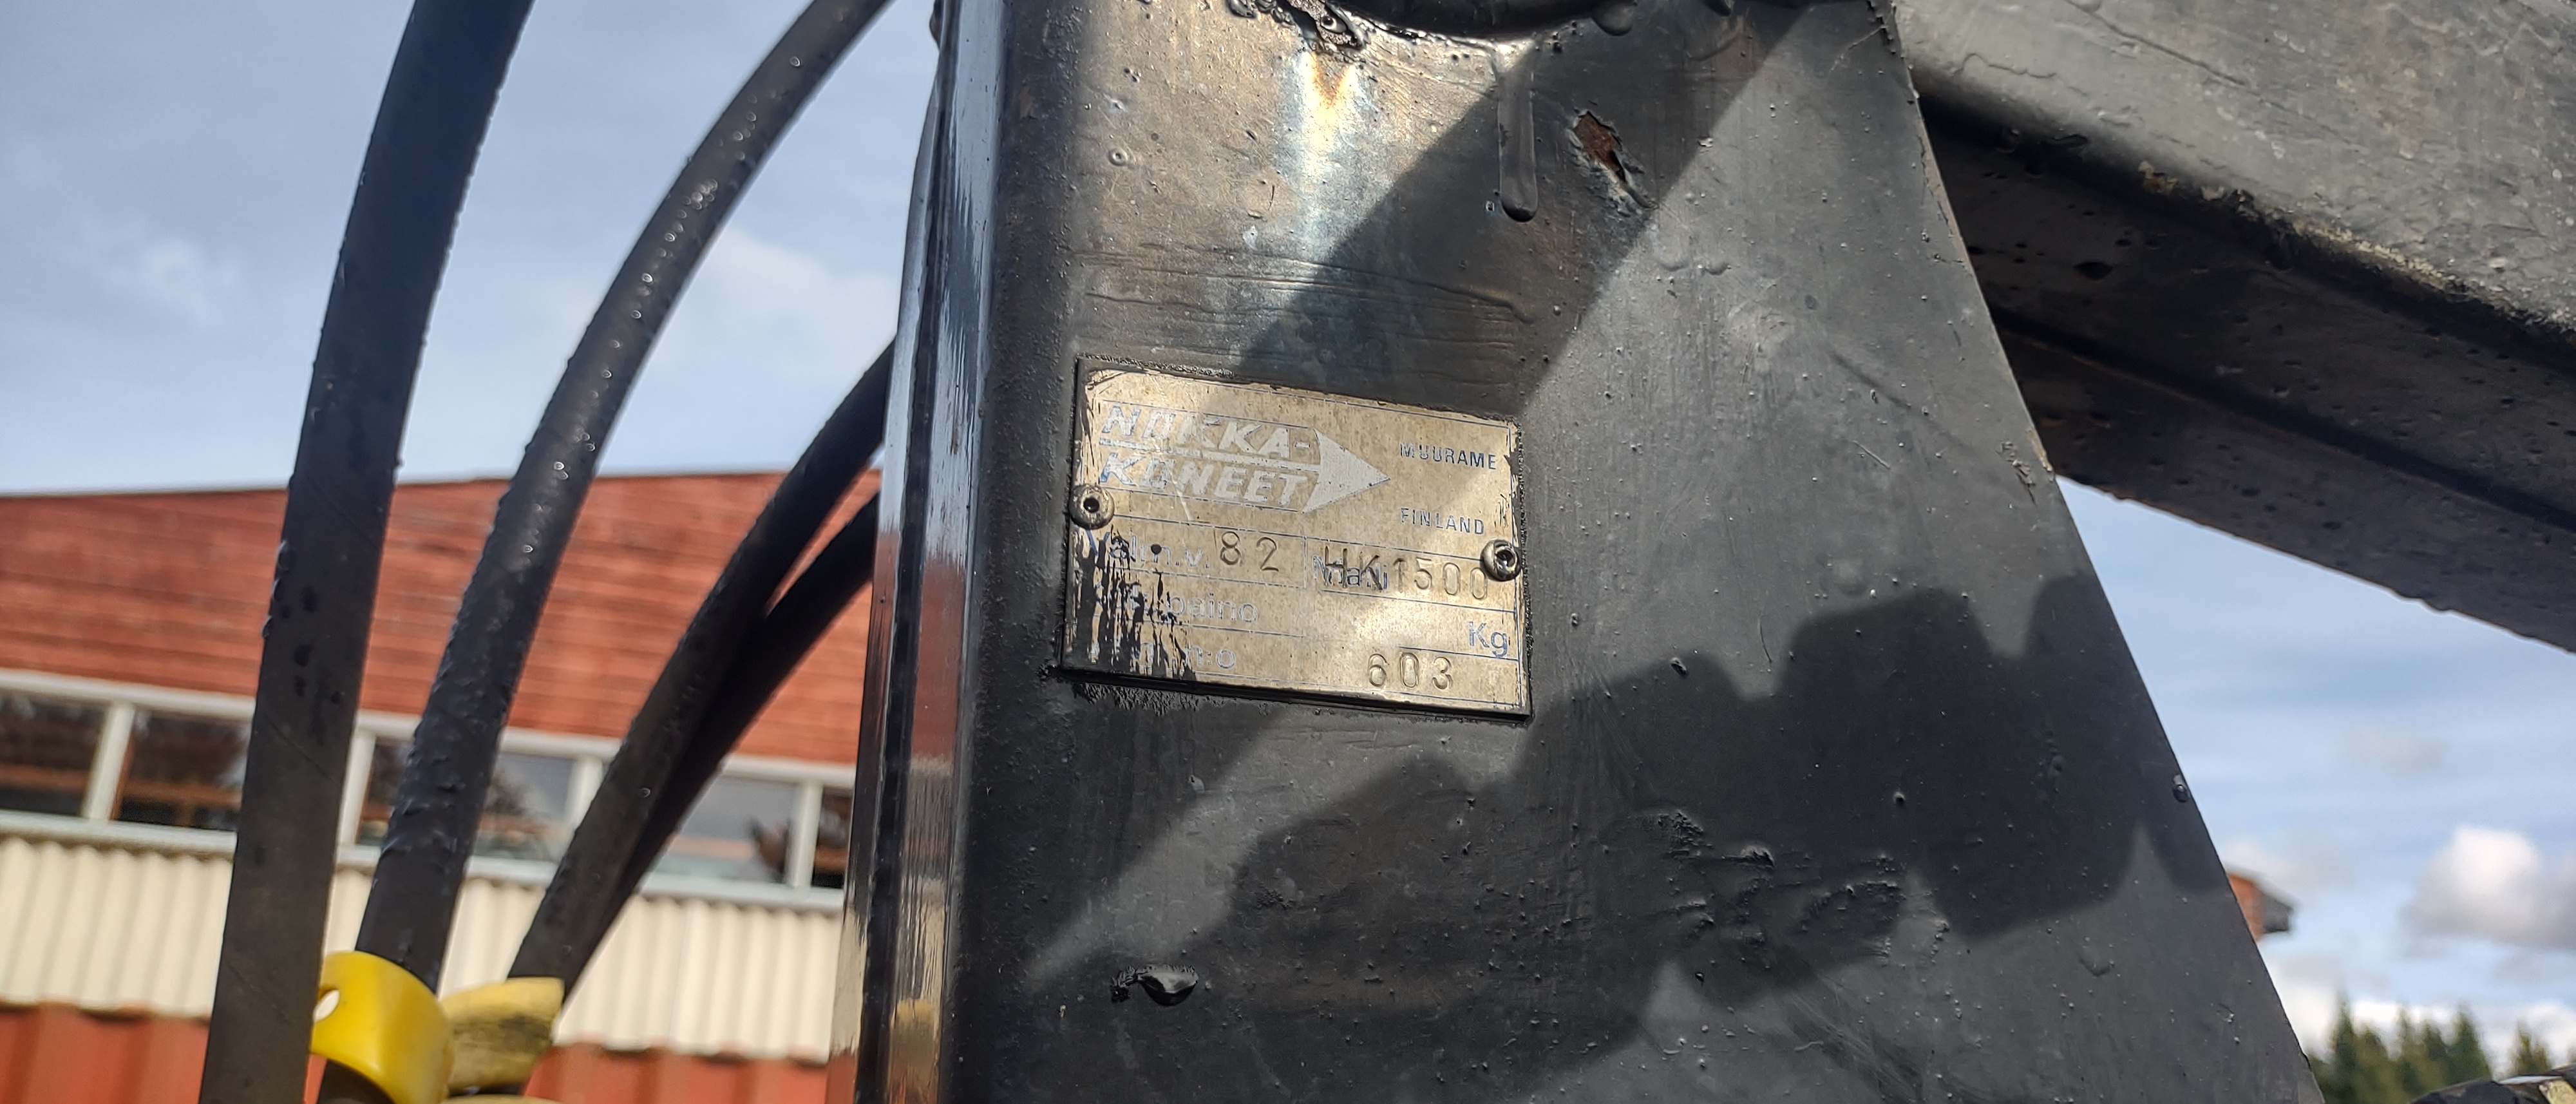 NOKKA-
KONEET
MUURAME
FINLAND
82 HK1500
Kg
603